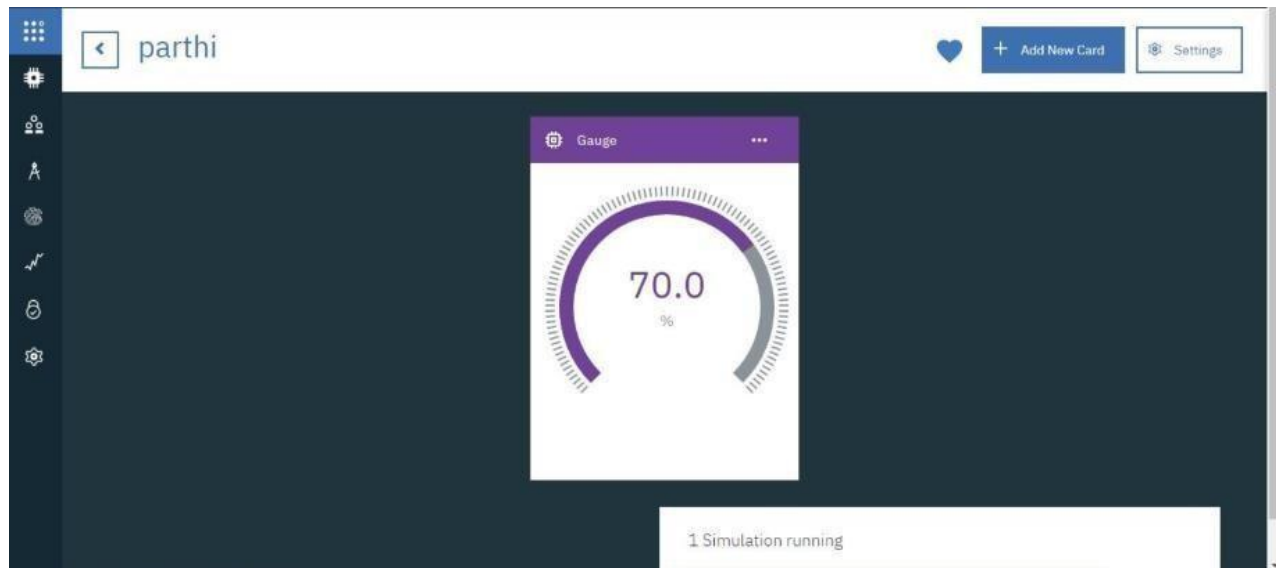 parthi
+ Add New Card
Settings
Gauge
70.0
%
1 Simulation running